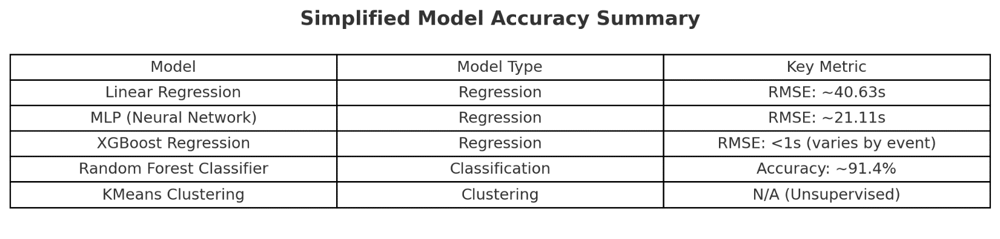 Simplified Model Accuracy Summary
Model Model Type Key Metric
Linear Regression Regression RMSE: ~40.63s
MLP (Neural Network) Regression RMSE: ~21.11s
XGBoost Regression Regression RMSE: <1s (varies by event)
Random Forest Classifier Classification Accuracy: ~91.4%
KMeans Clustering Clustering N/A (Unsupervised)